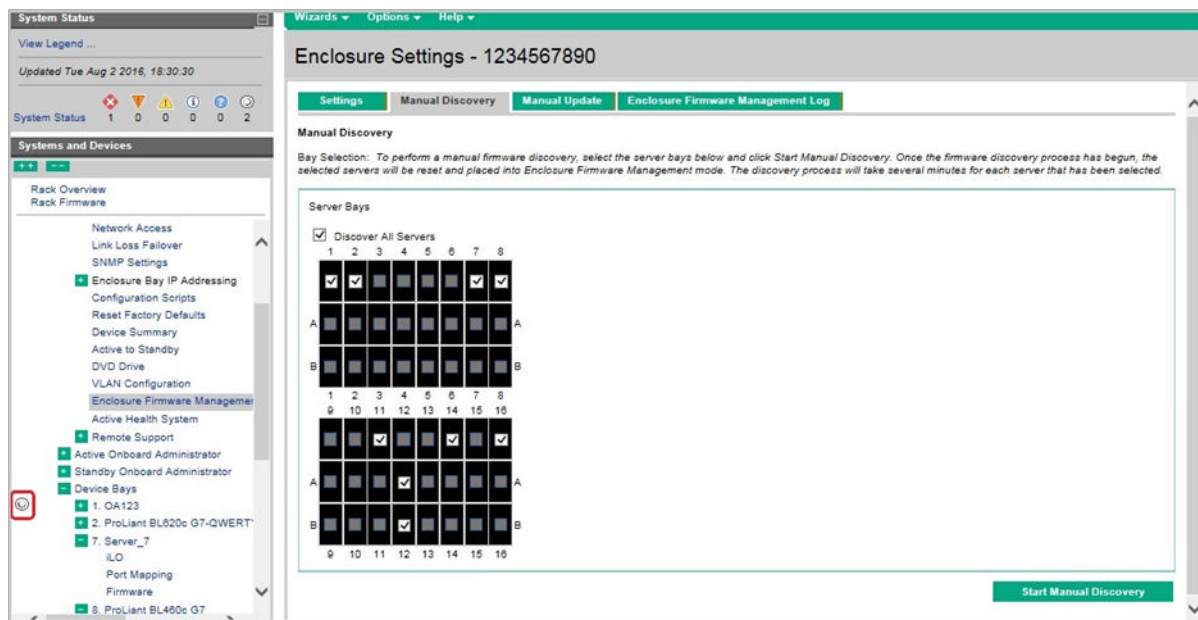 System Status
View Legend ...
Updated Tue Aug 2 2016, 18:30:30
System Status 1 0 0 0 0 2
Systems and Devices
Rack Overview
Rack Firmware
Network Access
Link Loss Failover
SNMP Settings
Enclosure Bay IP Addressing
Configuration Scripts
Reset Factory Defaults
Device Summary
Active to Standby
DVD Drive
VLAN Configuration
Enclosure Firmware Managemen
Active Health System
Remote Support
Active Onboard Administrator
Standby Onboard Administrator
Device Bays
1. OA123
2. ProLiant BL620c G7-QWERTY
7. Server_7
iLO
Port Mapping
Firmware
8. ProLiant BL460c G7
Wizards Options Help
Enclosure Settings - 1234567890
Settings Manual Discovery Manual Update Enclosure Firmware Management Log
Manual Discovery
Bay Selection: To perform a manual firmware discovery, select the server bays below and click Start Manual Discovery. Once the firmware discovery process has begun, the
selected servers will be reset and placed into Enclosure Firmware Management mode. The discovery process will take several minutes for each server that has been selected.
Server Bays
Discover All Servers
1 2 3 4 5 6 7 8
A A
B B
1 2 3 4 5 6 7 8
9 10 11 12 13 14 15 16
A A
B B
9 10 11 12 13 14 15 16
Start Manual Discovery